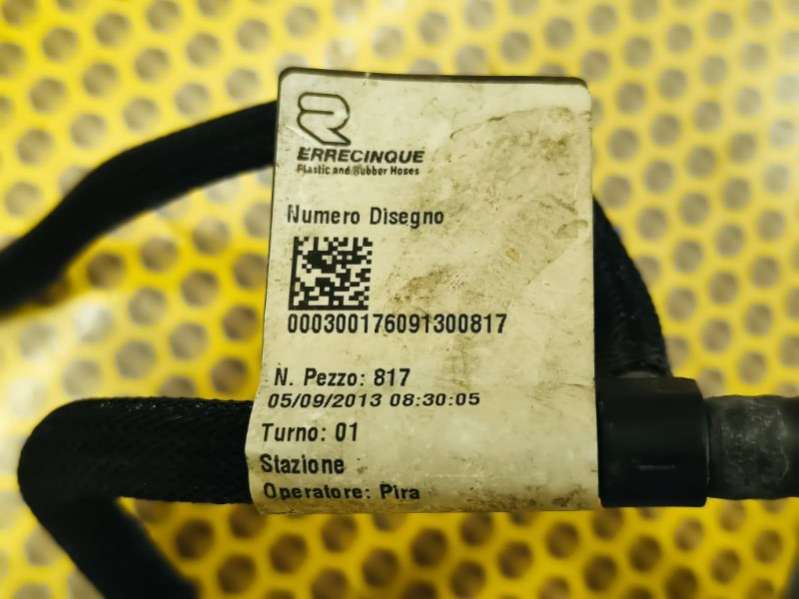 ERRECINQUE
Plastic and Rubber Hoses
Numero Disegno
000300176091300817
N. Pezzo: 817
05/09/2013 08:30:05
Turno: 01
Stazione
Operatore: Pira